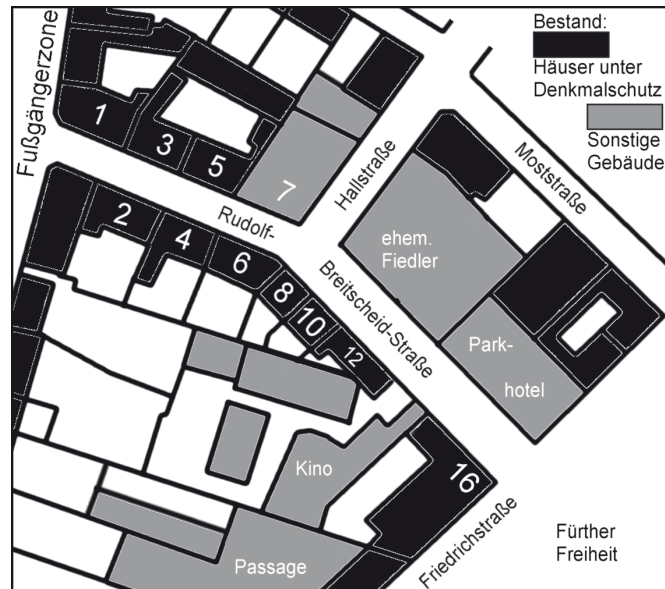 Bestand:
Häuser unter
Denkmalschutz
Sonstige
Gebäude
Fußgängerzone
1
3
5
7
Hallstraße
Moststraße
Rudolf-
Breitscheid-Straße
2
4
6
8
10
12
ehem.
Fiedler
Park-
hotel
Kino
16
Passage
Friedrichstraße
Fürther
Freiheit